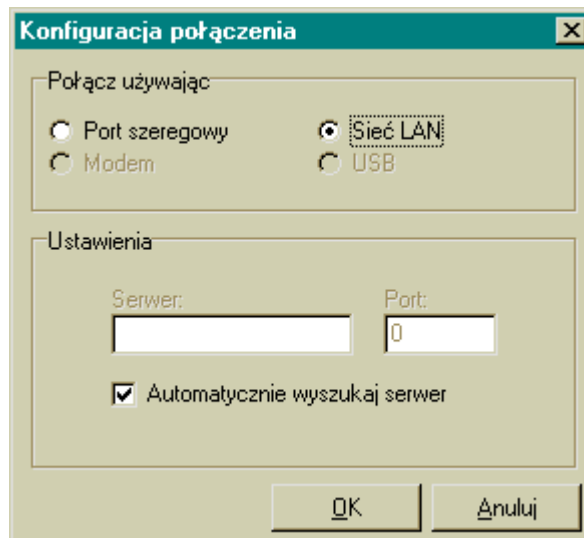 Konfiguracja połączenia
Połącz używając
Port szeregowy Sieć LAN
Modem USB
Ustawienia
Serwer: Port:
0
Automatycznie wyszukaj serwer
OK Anuluj